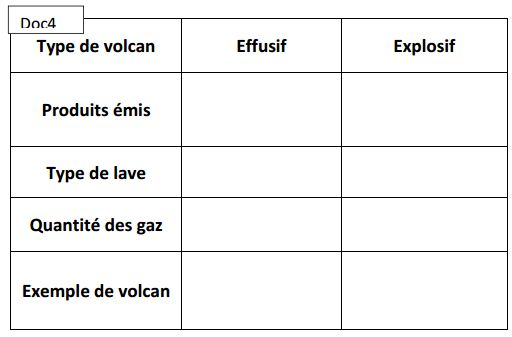 Doc4
Type de volcan Effusif Explosif
Produits émis
Type de lave
Quantité des gaz
Exemple de volcan